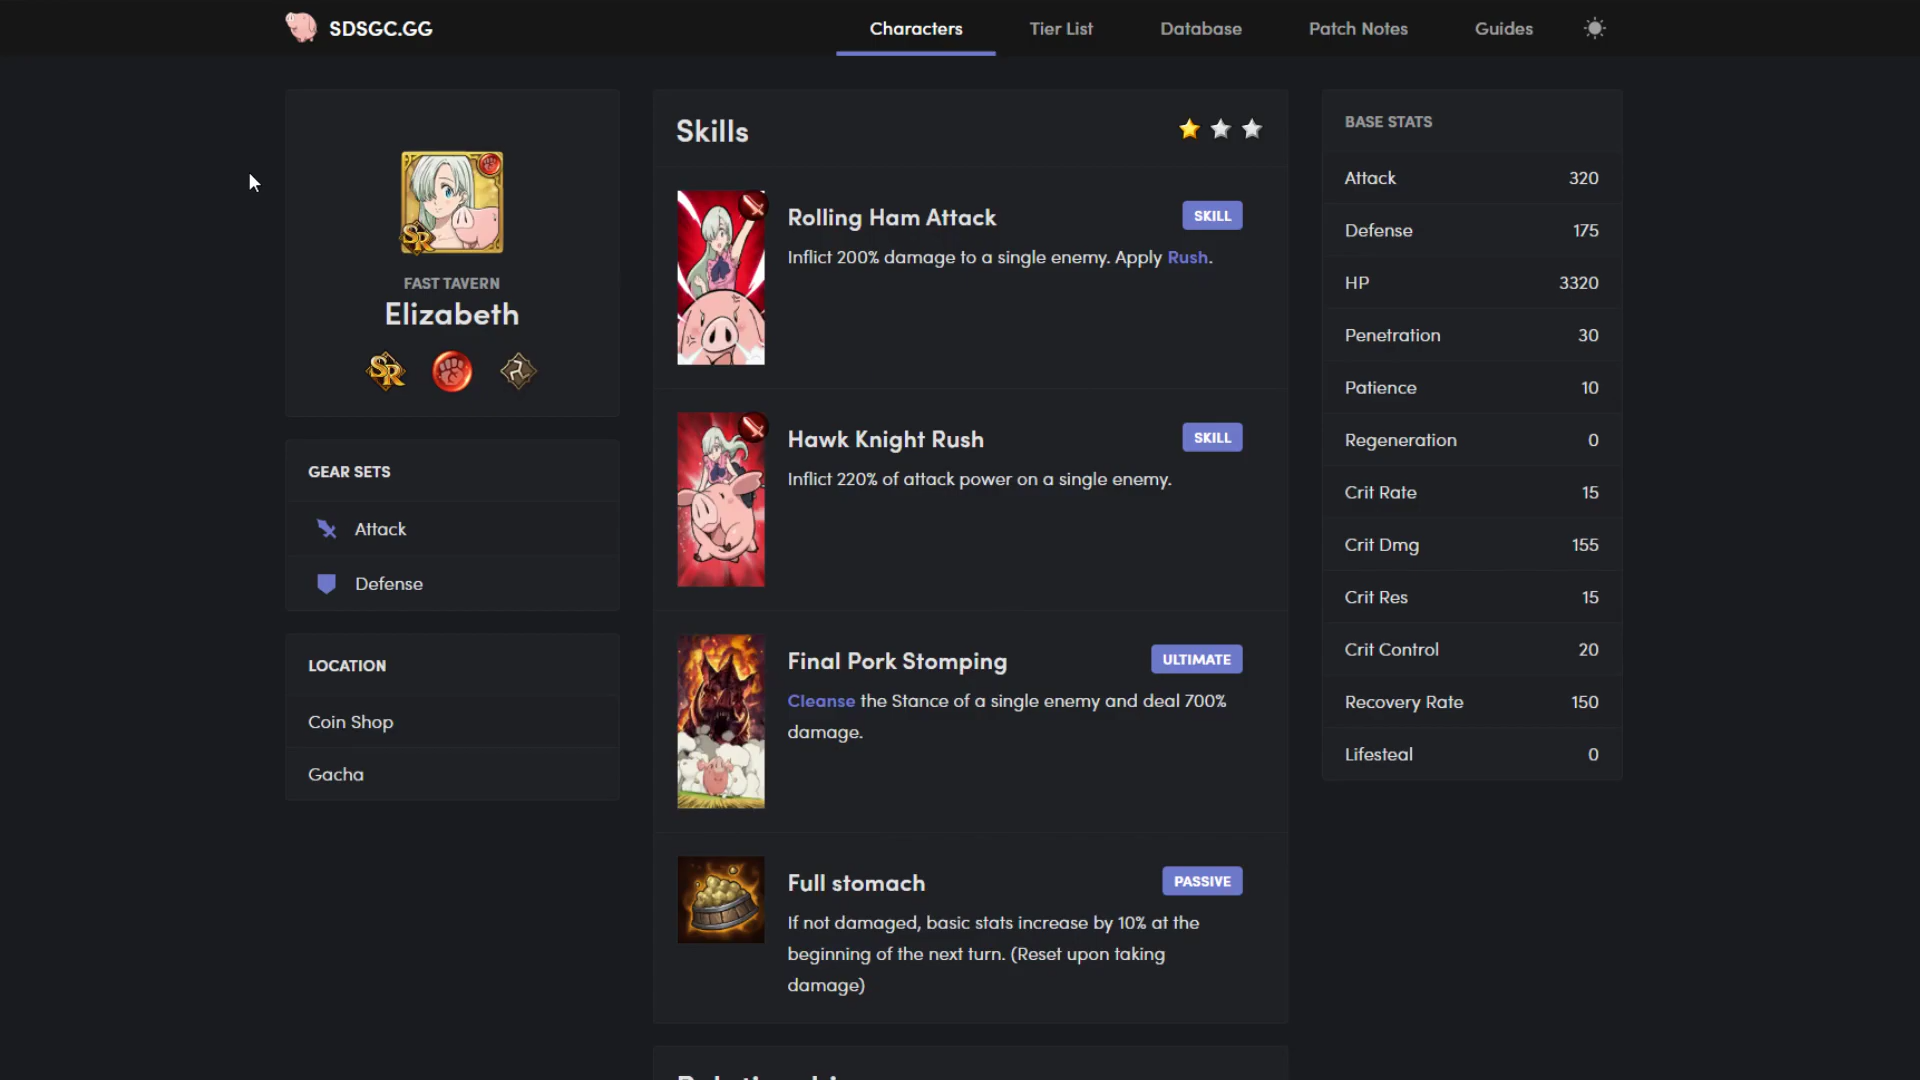 SDSGC.GG
Characters
Tier List
Database
Patch Notes
Guides
SR
FAST TAVERN
Elizabeth
SR
GEAR SETS
Attack
Defense
LOCATION
Coin Shop
Gacha
Skills
Rolling Ham Attack
SKILL
Inflict 200% damage to a single enemy. Apply Rush.
Hawk Knight Rush
SKILL
Inflict 220% of attack power on a single enemy.
Final Pork Stomping
ULTIMATE
Cleanse the Stance of a single enemy and deal 700%
damage.
Full stomach
PASSIVE
If not damaged, basic stats increase by 10% at the
beginning of the next turn. (Reset upon taking
damage)
BASE STATS
Attack 320
Defense 175
HP 3320
Penetration 30
Patience 10
Regeneration 0
Crit Rate 15
Crit Dmg 155
Crit Res 15
Crit Control 20
Recovery Rate 150
Lifesteal 0